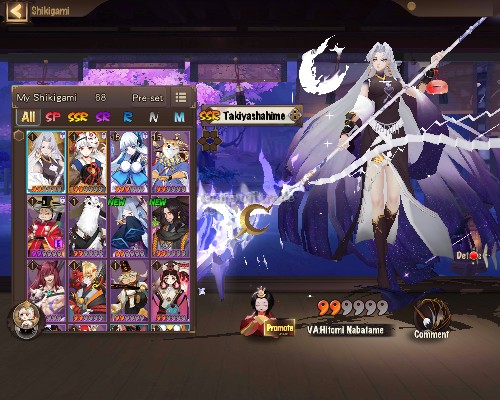 Shikigami
My Shikigami 68 Pre-set
All SP SSR SR R N M
SSR Takiyashahime
NEW NEW
Promote
VA:Hitomi Nabatame
Comment